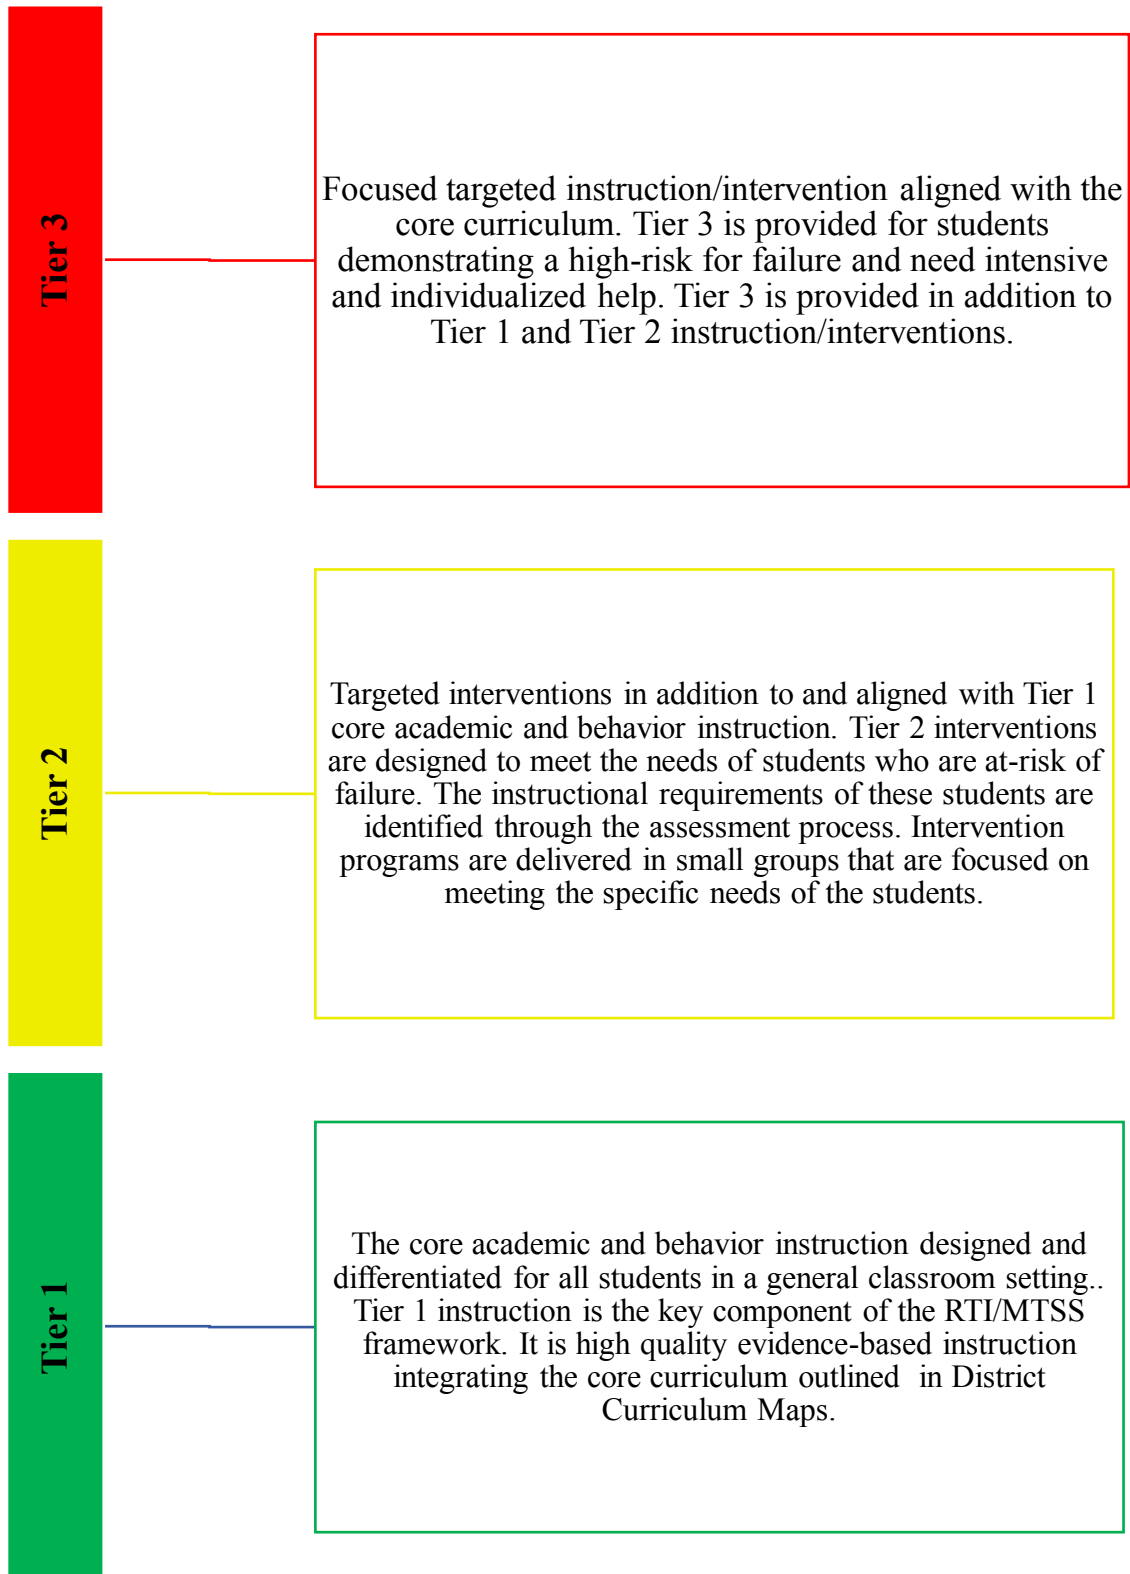 Tier 3
Focused targeted instruction/intervention aligned with the
core curriculum. Tier 3 is provided for students
demonstrating a high-risk for failure and need intensive
and individualized help. Tier 3 is provided in addition to
Tier 1 and Tier 2 instruction/interventions.
Tier 2
Targeted interventions in addition to and aligned with Tier 1
core academic and behavior instruction. Tier 2 interventions
are designed to meet the needs of students who are at-risk of
failure. The instructional requirements of these students are
identified through the assessment process. Intervention
programs are delivered in small groups that are focused on
meeting the specific needs of the students.
Tier 1
The core academic and behavior instruction designed and
differentiated for all students in a general classroom setting..
Tier 1 instruction is the key component of the RTI/MTSS
framework. It is high quality evidence-based instruction
integrating the core curriculum outlined  in District
Curriculum Maps.